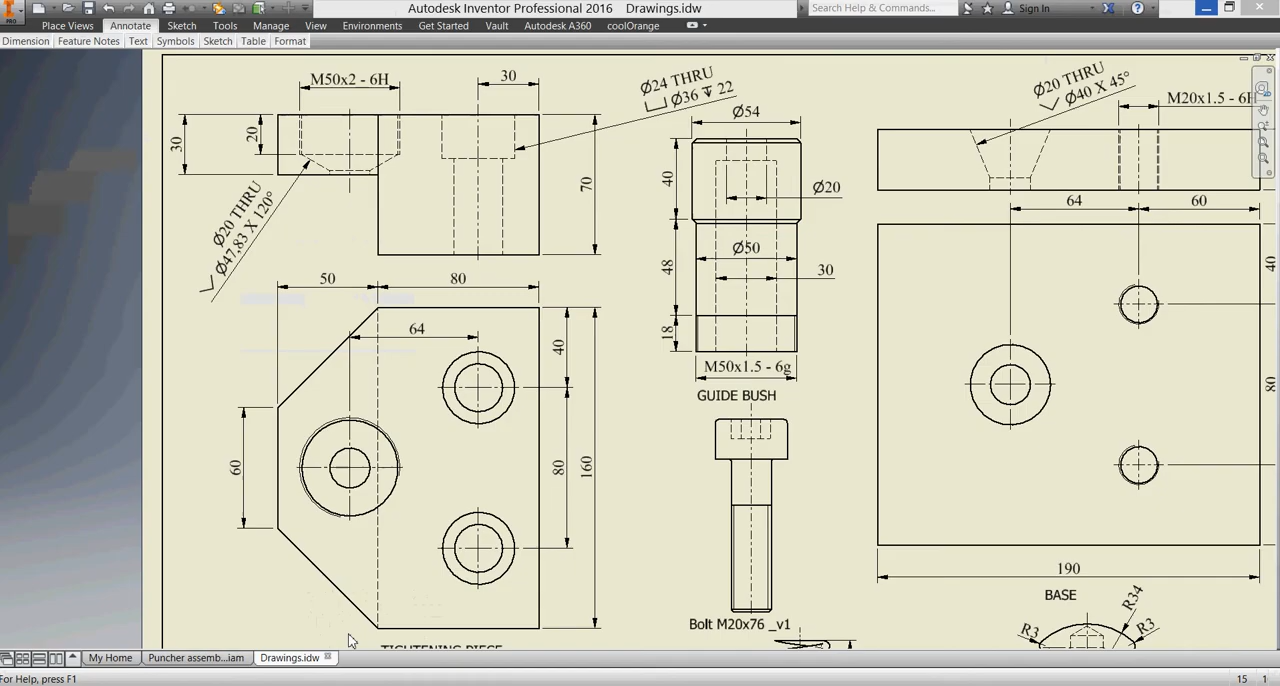 Autodesk Inventor Professional 2016 Drawings.idw
Search Help & Commands...
Sign In
PRO
Place Views Annotate Sketch Tools Manage View Environments Get Started Vault Autodesk A360 coolOrange
Dimension Feature Notes Text Symbols Sketch Table Format
M50x2 - 6H
30
Ø24 THRU
⌴ Ø36 ↧ 22
30
20
70
Ø20 THRU
⌵ Ø47,83 X 120°
50
80
64
40
60
80
160
Ø54
40
Ø20
Ø50
48
30
18
M50x1.5 - 6g
GUIDE BUSH
Bolt M20x76 _v1
Ø20 THRU
⌵ Ø40 X 45°
M20x1.5 - 6H
64
60
40
80
190
BASE
R34
R3
R3
TIGHTENING PIECE
My Home Puncher assemb...iam Drawings.idw
For Help, press F1
15 1